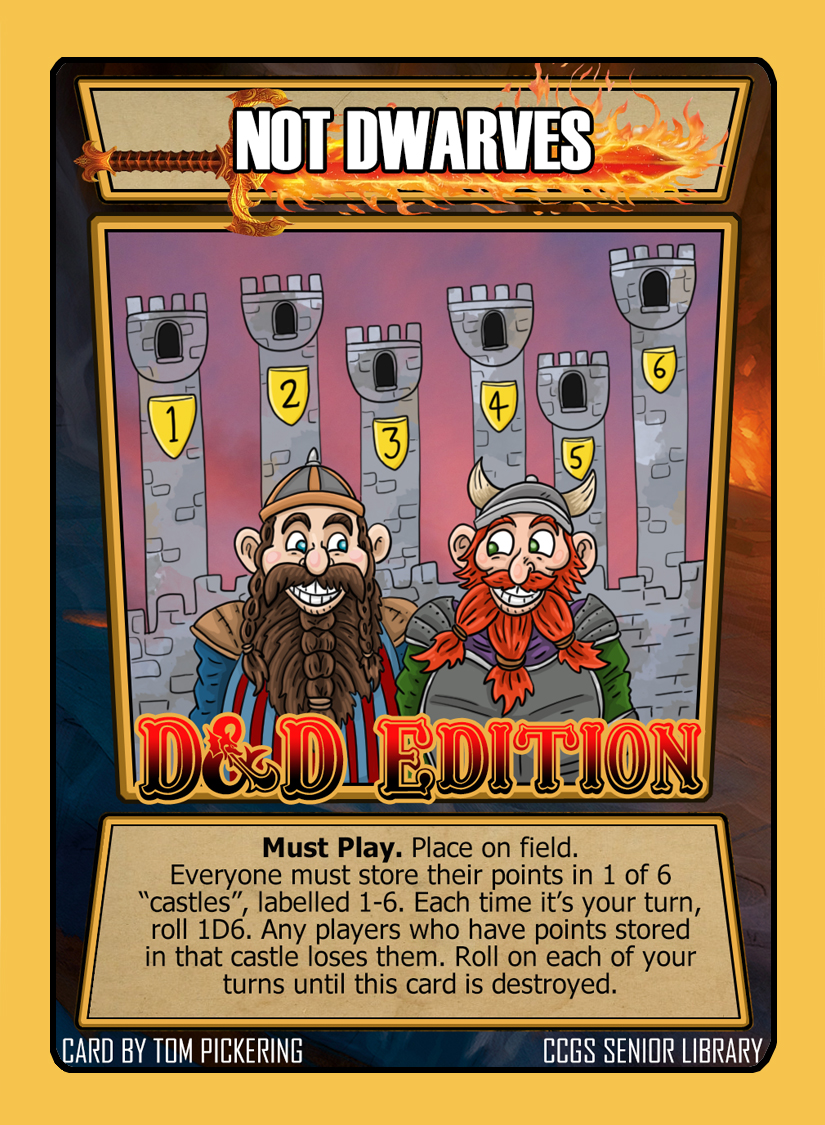 NOT DWARVES
1
2
3
4
5
6
D&D EDITION
Must Play. Place on field.
Everyone must store their points in 1 of 6
“castles”, labelled 1-6. Each time it’s your turn,
roll 1D6. Any players who have points stored
in that castle loses them. Roll on each of your
turns until this card is destroyed.
CARD BY TOM PICKERING
CCGS SENIOR LIBRARY